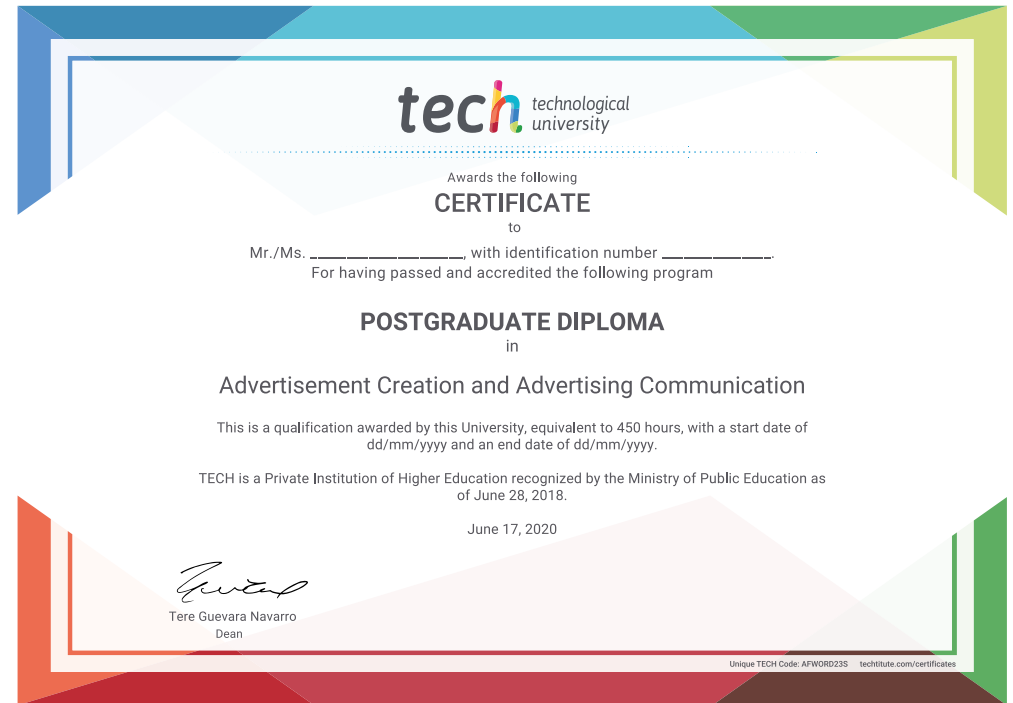 tech technological
university
Awards the following
CERTIFICATE
to
Mr./Ms. ____________________, with identification number ______________.
For having passed and accredited the following program
POSTGRADUATE DIPLOMA
in
Advertisement Creation and Advertising Communication
This is a qualification awarded by this University, equivalent to 450 hours, with a start date of
dd/mm/yyyy and an end date of dd/mm/yyyy.
TECH is a Private Institution of Higher Education recognized by the Ministry of Public Education as
of June 28, 2018.
June 17, 2020
Tere Guevara Navarro
Dean
Unique TECH Code: AFWORD23S techtitute.com/certificates